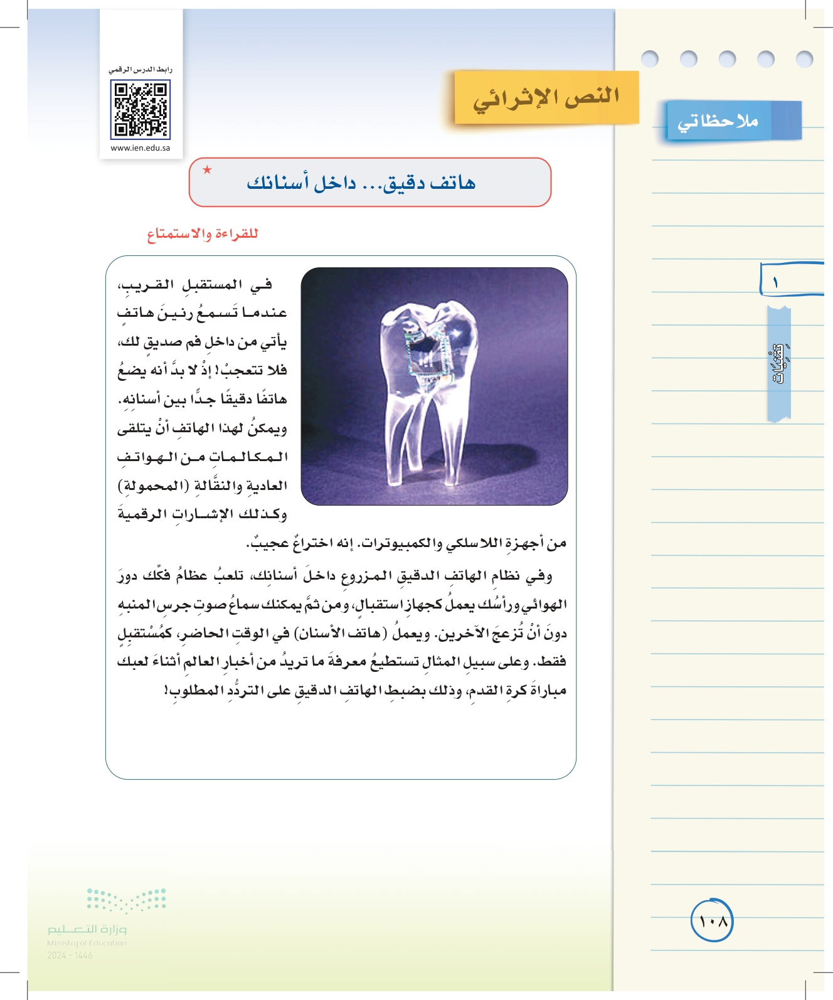 رابط الدرس الرقمي
www.ien.edu.sa
النص الإثرائي
ملاحظاتي
هاتف دقيق... داخل أسنانك
للقراءة والاستمتاع
١
تِقْنِيَات
في المستقبلِ القريبِ،
عندما تَسمعُ رنينَ هاتفٍ
يأتي من داخلِ فم صديقٍ لك،
فلا تتعجبْ! إذْ لا بدَّ أنه يضعُ
هاتفًا دقيقًا جدًّا بين أسنانِهِ.
ويمكنُ لهذا الهاتفِ أنْ يتلقى
المكالماتِ من الهواتفِ
العاديةِ والنقَّالةِ (المحمولةِ)
وكذلك الإشاراتِ الرقميةَ
من أجهزةِ اللاسلكي والكمبيوترات. إنه اختراعٌ عجيبٌ.
وفي نظامِ الهاتفِ الدقيقِ المزروعِ داخلَ أسنانِك، تلعبُ عظامُ فكِّك دورَ
الهوائي ورأسُك يعملُ كجهازِ استقبالٍ، ومن ثمَّ يمكنك سماعُ صوتِ جرسِ المنبهِ
دونَ أنْ تُزعجَ الآخرين. ويعملُ (هاتف الأسنان) في الوقتِ الحاضرِ، كمُسْتقبِلٍ
فقط. وعلى سبيلِ المثالِ تستطيعُ معرفةَ ما تريدُ من أخبارِ العالمِ أثناءَ لعبك
مباراةَ كرةِ القدمِ، وذلك بضبطِ الهاتفِ الدقيقِ على التردُّدِ المطلوبِ!
وزارة التعليم
Ministry of Education
2024 - 1446
١٠٨